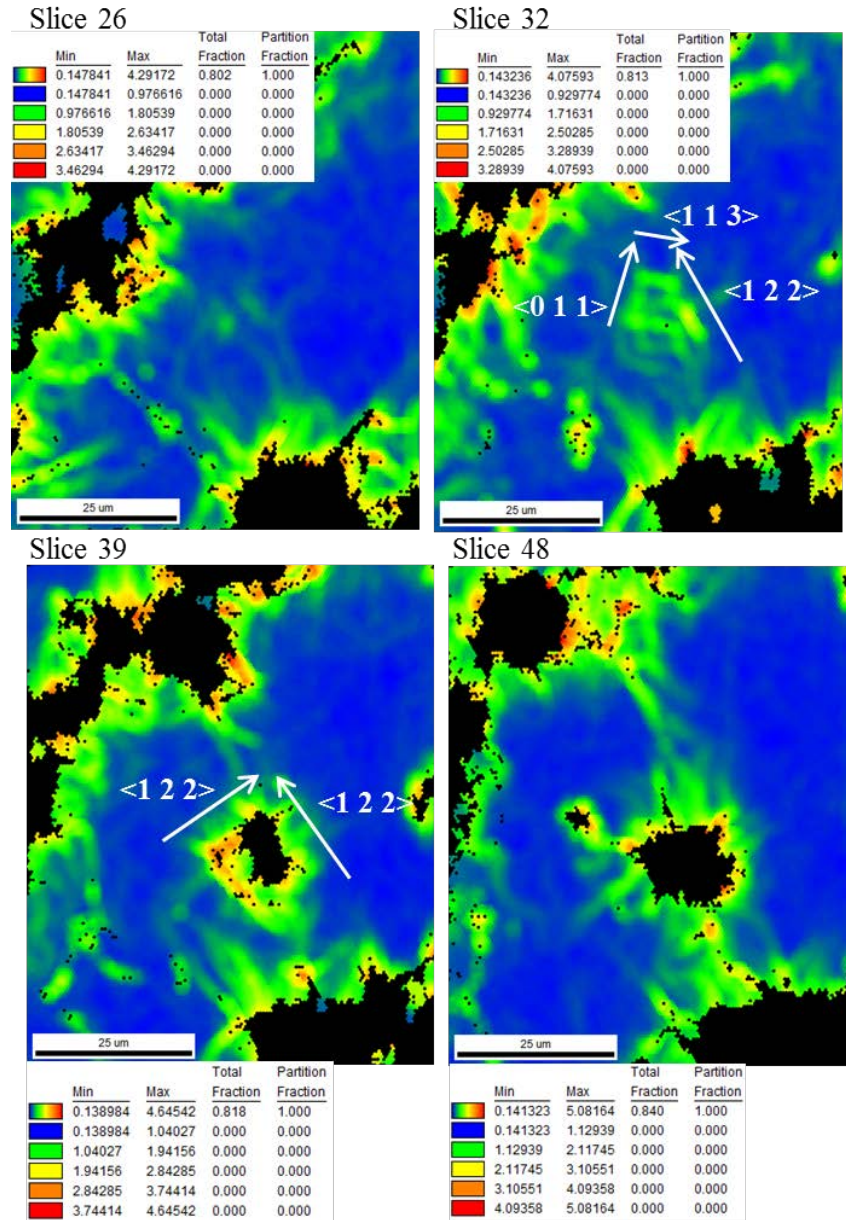 Slice 26
Total Partition
Min Max Fraction Fraction
0.147841 4.29172 0.802 1.000
0.147841 0.976616 0.000 0.000
0.976616 1.80539 0.000 0.000
1.80539 2.63417 0.000 0.000
2.63417 3.46294 0.000 0.000
3.46294 4.29172 0.000 0.000
25 um
Slice 32
Total Partition
Min Max Fraction Fraction
0.143236 4.07593 0.813 1.000
0.143236 0.929774 0.000 0.000
0.929774 1.71631 0.000 0.000
1.71631 2.50285 0.000 0.000
2.50285 3.28939 0.000 0.000
3.28939 4.07593 0.000 0.000
<1 1 3>
<0 1 1>
<1 2 2>
25 um
Slice 39
<1 2 2>
<1 2 2>
25 um
Total Partition
Min Max Fraction Fraction
0.138984 4.64542 0.818 1.000
0.138984 1.04027 0.000 0.000
1.04027 1.94156 0.000 0.000
1.94156 2.84285 0.000 0.000
2.84285 3.74414 0.000 0.000
3.74414 4.64542 0.000 0.000
Slice 48
25 um
Total Partition
Min Max Fraction Fraction
0.141323 5.08164 0.840 1.000
0.141323 1.12939 0.000 0.000
1.12939 2.11745 0.000 0.000
2.11745 3.10551 0.000 0.000
3.10551 4.09358 0.000 0.000
4.09358 5.08164 0.000 0.000